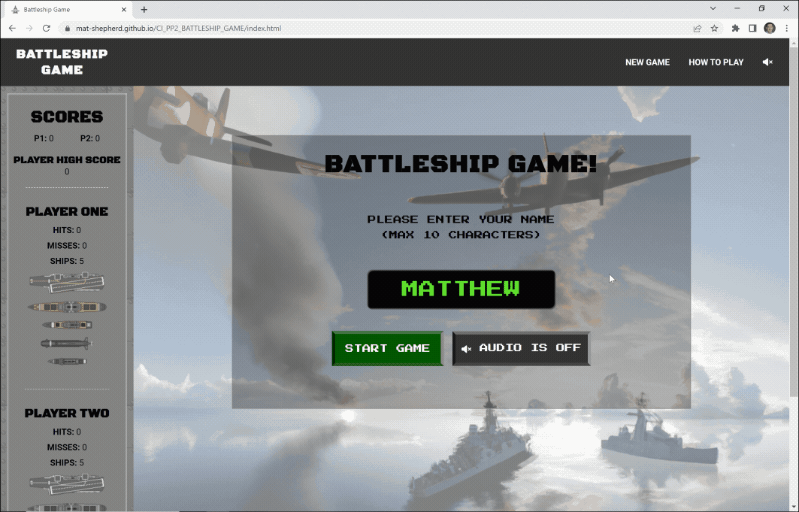 Battleship Game
mat-shepherd.github.io/CI_PP2_BATTLESHIP_GAME/index.html
BATTLESHIP
GAME
NEW GAME
HOW TO PLAY
SCORES
P1: 0 P2: 0
PLAYER HIGH SCORE
0
PLAYER ONE
HITS: 0
MISSES: 0
SHIPS: 5
PLAYER TWO
HITS: 0
MISSES: 0
SHIPS: 5
BATTLESHIP GAME!
PLEASE ENTER YOUR NAME
(MAX 10 CHARACTERS)
MATTHEW
START GAME
AUDIO IS OFF